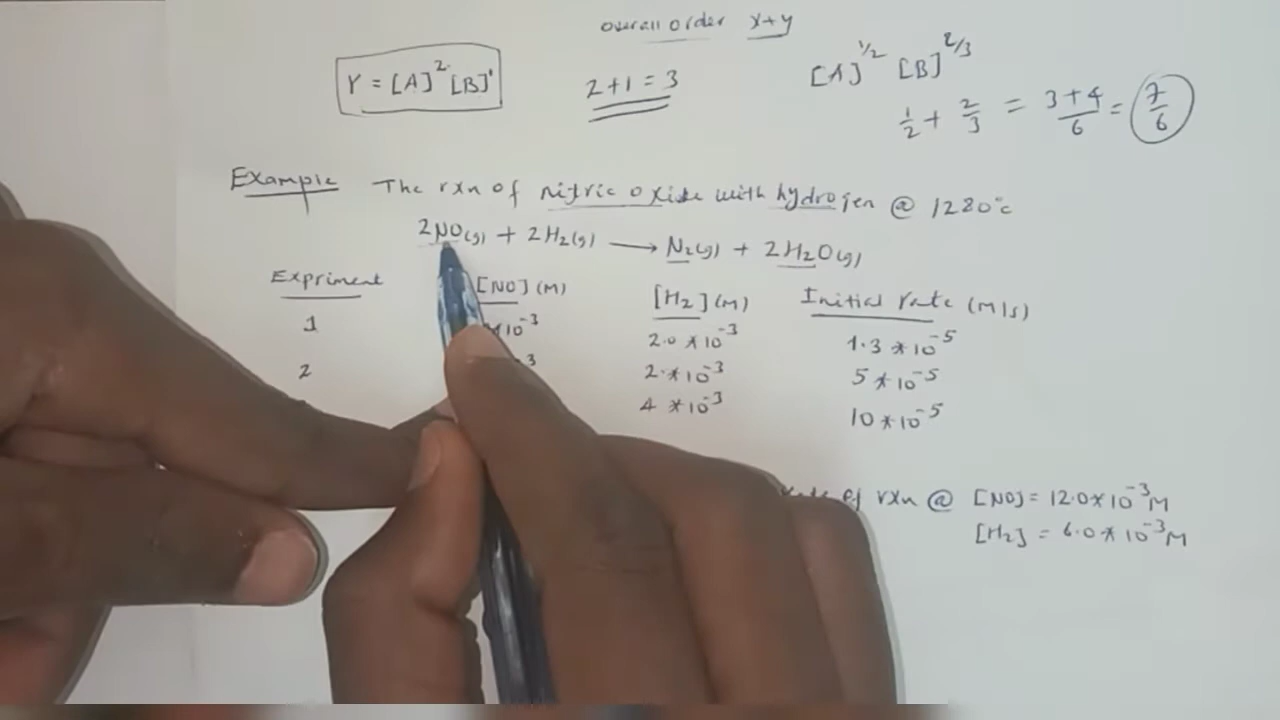 overall order x+y
r = [A]² [B]¹
2+1 = 3
[A]^1/2 [B]^2/3
1/2 + 2/3 = 3+4/6 = 7/6
Example The rxn of nitric oxide with hydrogen @ 1280°c
2NO(g) + 2H₂(g) → N₂(g) + 2H₂O(g)
Expriment [NO] (M) [H₂] (M) Initial rate (M/s)
1 *10⁻³ 2.0 *10⁻³ 1.3 *10⁻⁵
2 2.*10⁻³ 5 *10⁻⁵
4 *10⁻³ 10 *10⁻⁵
of rxn @ [NO] = 12.0*10⁻³M
[H₂] = 6.0*10⁻³M